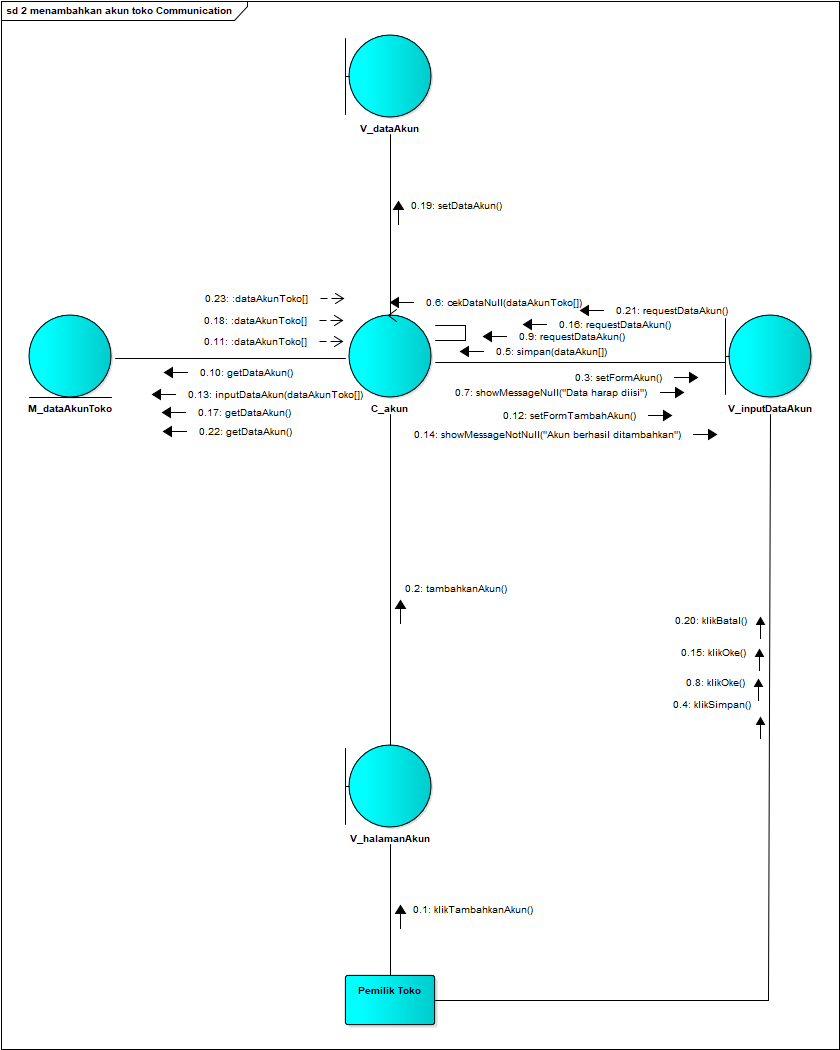 sd 2 menambahkan akun toko Communication
V_dataAkun
0.19: setDataAkun()
0.23: :dataAkunToko[]
0.6: cekDataNull(dataAkunToko[])
0.21: requestDataAkun()
0.18: :dataAkunToko[]
0.16: requestDataAkun()
0.9: requestDataAkun()
0.11: :dataAkunToko[]
0.5: simpan(dataAkun[])
0.10: getDataAkun()
0.3: setFormAkun()
0.13: inputDataAkun(dataAkunToko[])
0.7: showMessageNull("Data harap diisi")
M_dataAkunToko
C_akun
V_inputDataAkun
0.17: getDataAkun()
0.12: setFormTambahAkun()
0.22: getDataAkun()
0.14: showMessageNotNull("Akun berhasil ditambahkan")
0.2: tambahkanAkun()
0.20: klikBatal()
0.15: klikOke()
0.8: klikOke()
0.4: klikSimpan()
V_halamanAkun
0.1: klikTambahkanAkun()
Pemilik Toko